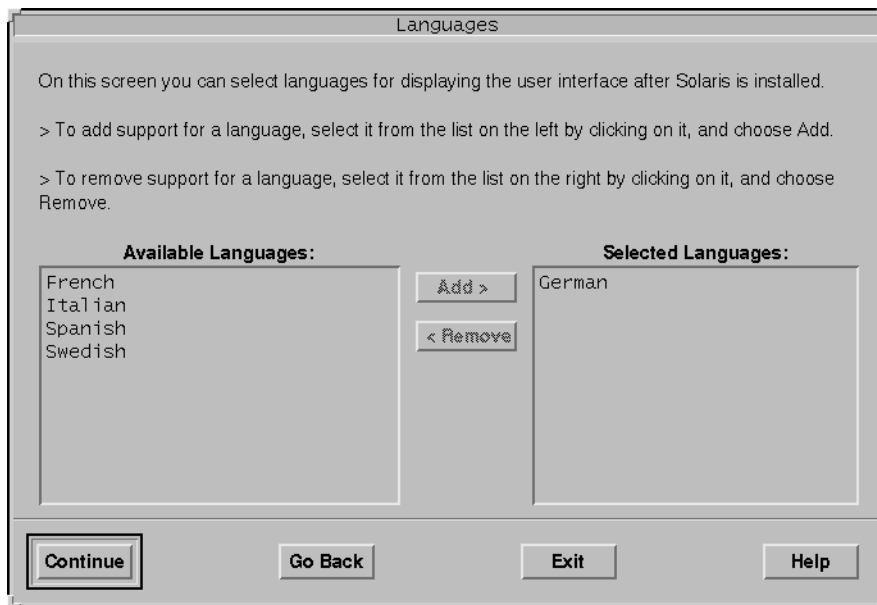 Languages
On this screen you can select languages for displaying the user interface after Solaris is installed.
> To add support for a language, select it from the list on the left by clicking on it, and choose Add.
> To remove support for a language, select it from the list on the right by clicking on it, and choose
Remove.
Available Languages:
French
Italian
Spanish
Swedish
Add >
< Remove
Selected Languages:
German
Continue
Go Back
Exit
Help